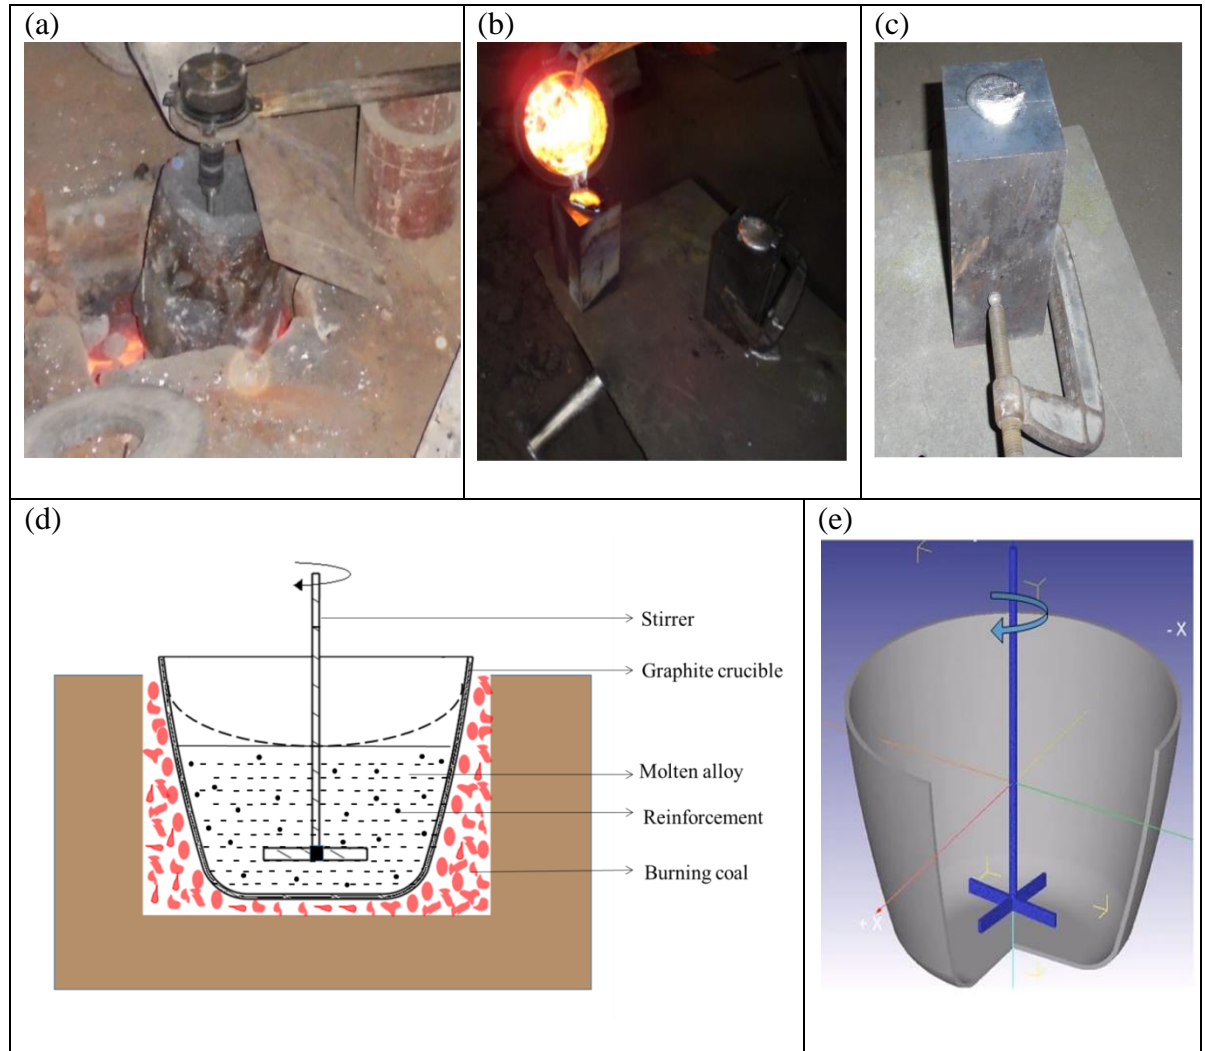 (a)
(b)
(c)
(d)
Stirrer
Graphite crucible
Molten alloy
Reinforcement
Burning coal
(e)
- X
+ X